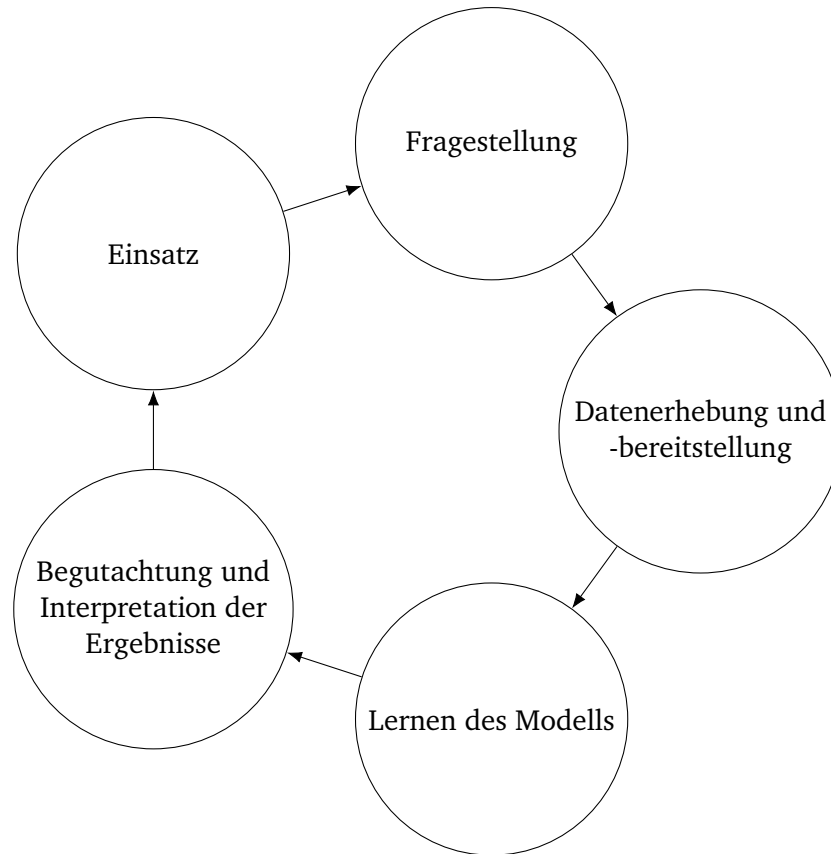 Fragestellung
Einsatz
Datenerhebung und
-bereitstellung
Begutachtung und
Interpretation der
Ergebnisse
Lernen des Modells